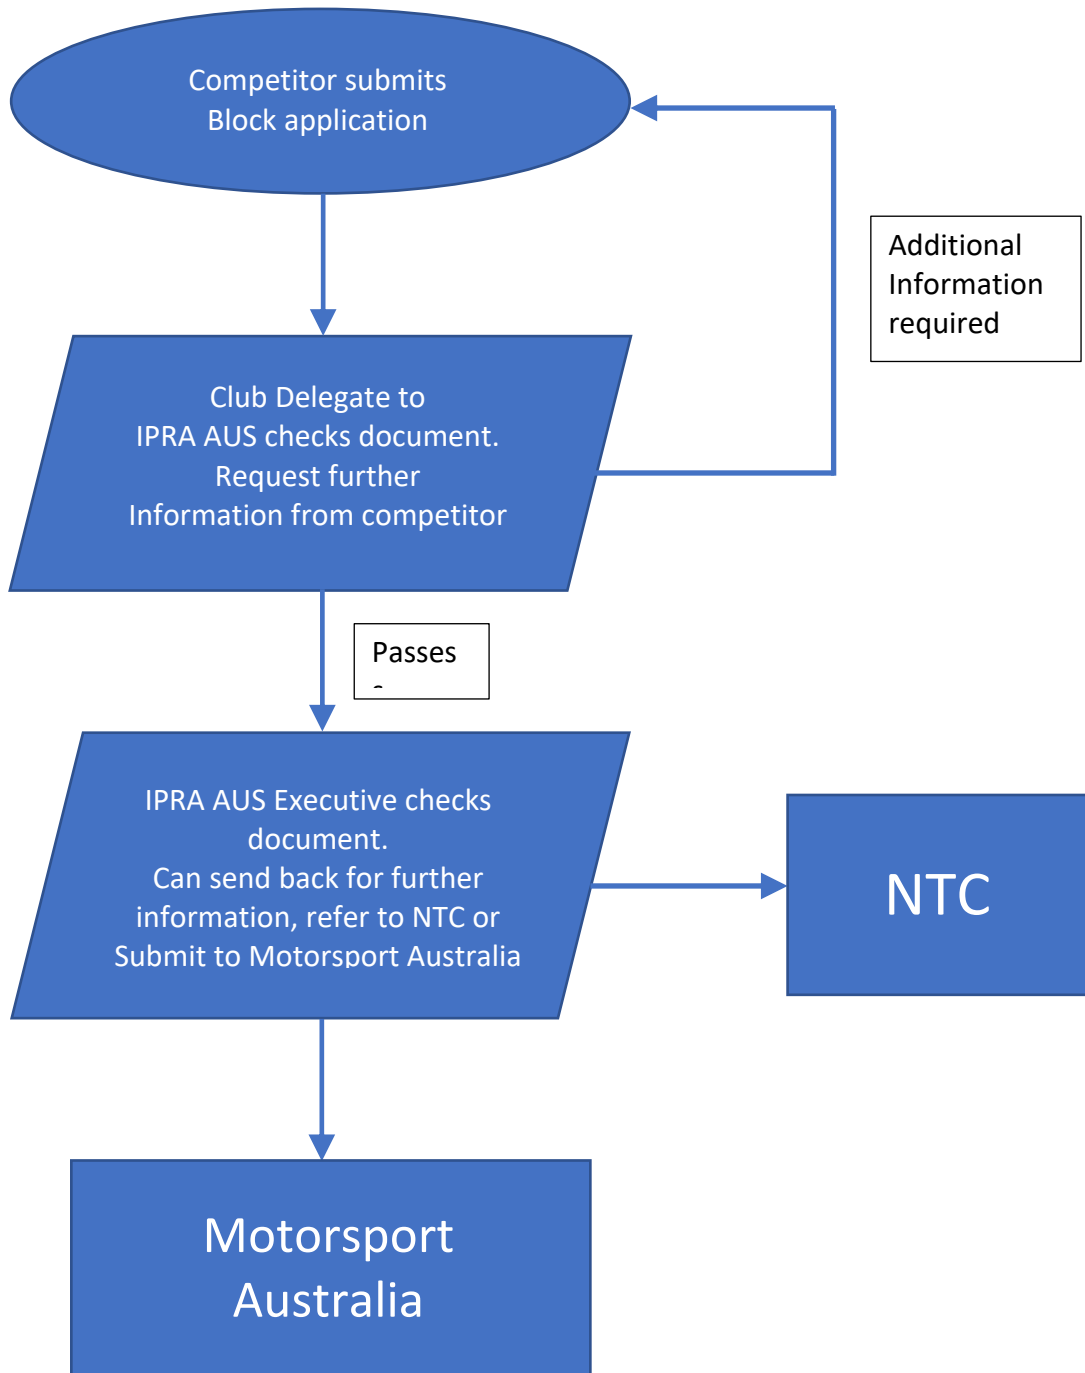 Competitor submits
Block application
Additional
Information
required
Club Delegate to
IPRA AUS checks document.
Request further
Information from competitor
Passes
IPRA AUS Executive checks
document.
Can send back for further
information, refer to NTC or
Submit to Motorsport Australia
NTC
Motorsport
Australia